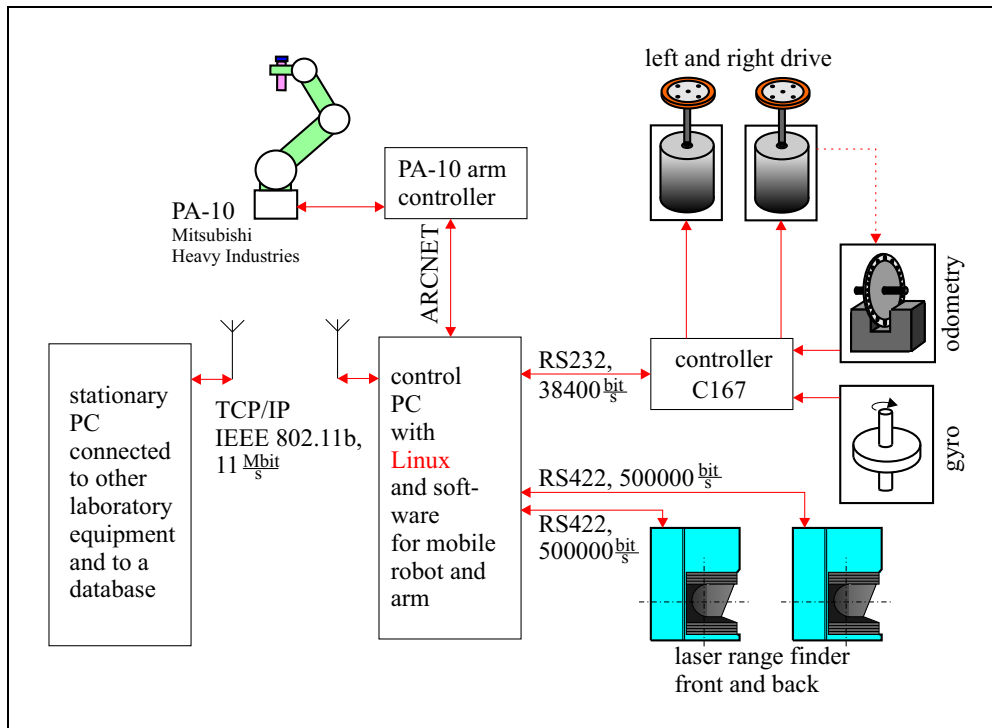 left and right drive
PA-10 arm
controller
PA-10
Mitsubishi
Heavy Industries
ARCNET
odometry
gyro
stationary
PC
connected
to other
laboratory
equipment
and to a
database
TCP/IP
IEEE 802.11b,
11 Mbit/s
control
PC
with
Linux
and soft-
ware
for mobile
robot and
arm
RS232,
38400 bit/s
controller
C167
RS422, 500000 bit/s
RS422,
500000 bit/s
laser range finder
front and back